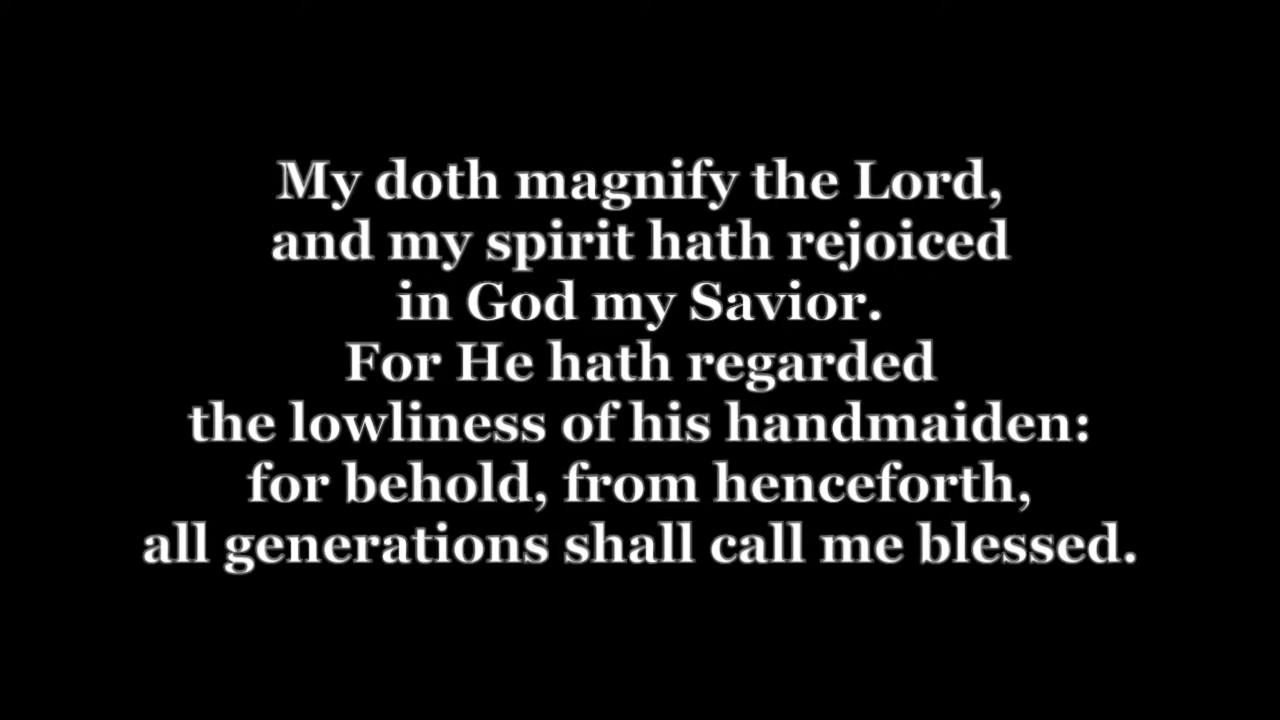 My doth magnify the Lord,
and my spirit hath rejoiced
in God my Savior.
For He hath regarded
the lowliness of his handmaiden:
for behold, from henceforth,
all generations shall call me blessed.